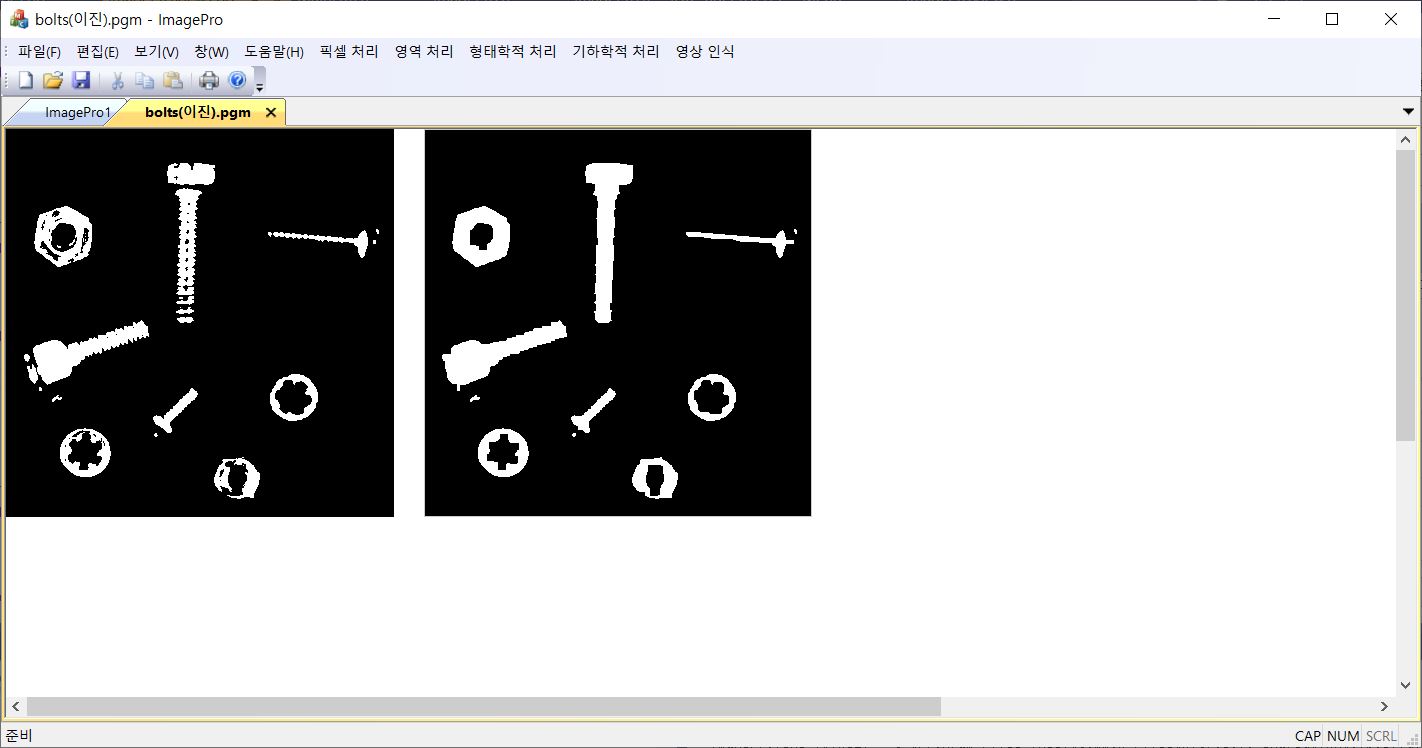 bolts(이진).pgm - ImagePro
파일(F) 편집(E) 보기(V) 창(W) 도움말(H) 픽셀 처리 영역 처리 형태학적 처리 기하학적 처리 영상 인식
ImagePro1 bolts(이진).pgm
준비 CAP NUM SCRL